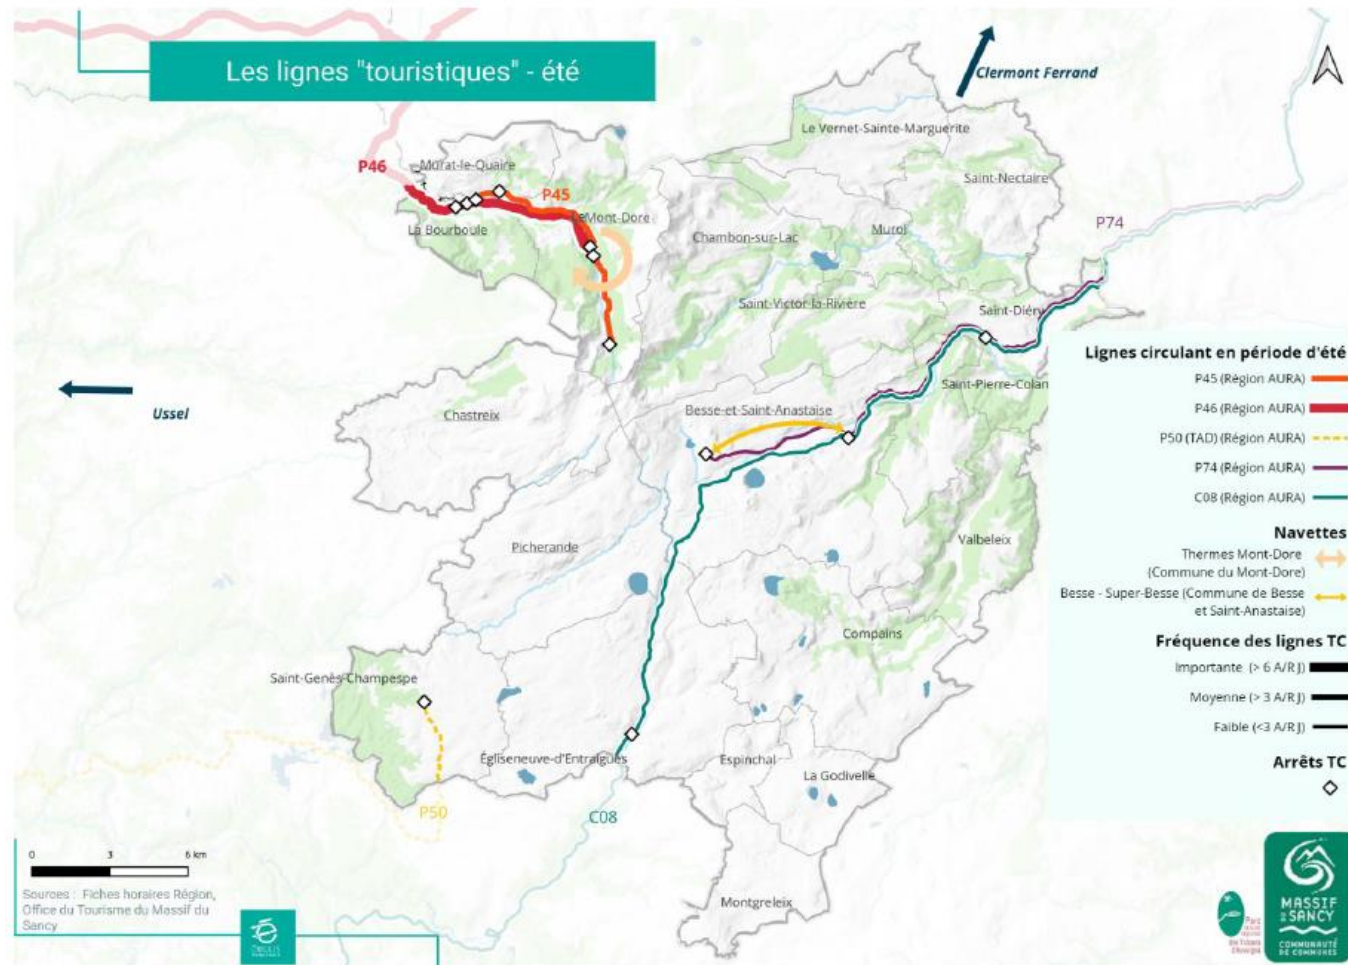 Les lignes "touristiques" - été
Clermont Ferrand
Le Vernet-Sainte-Marguerite
P46
Murat-le-Quaire
Saint-Nectaire
P45
Le Mont-Dore
La Bourboule
Chambon-sur-Lac
Murol
P74
Saint-Victor-la-Rivière
Saint-Diéry
Ussel
Saint-Pierre-Colan
Chastreix
Besse-et-Saint-Anastaise
Picherande
Valbeleix
Compains
Saint-Genès-Champespe
Égliseneuve-d'Entraigues
Espinchal
La Godivelle
P50
C08
Montgreleix
Lignes circulant en période d'été
P45 (Région AURA)
P46 (Région AURA)
P50 (TAD) (Région AURA)
P74 (Région AURA)
C08 (Région AURA)
Navettes
Thermes Mont-Dore
(Commune du Mont-Dore)
Besse - Super-Besse (Commune de Besse
et Saint-Anastaise)
Fréquence des lignes TC
Importante (> 6 A/R J)
Moyenne (> 3 A/R J)
Faible (<3 A/R J)
Arrêts TC
0 3 6 km
Sources : Fiches horaires Région,
Office du Tourisme du Massif du
Sancy
Parc
des Volcans
d'Auvergne
MASSIF
DU SANCY
COMMUNAUTÉ
DE COMMUNES